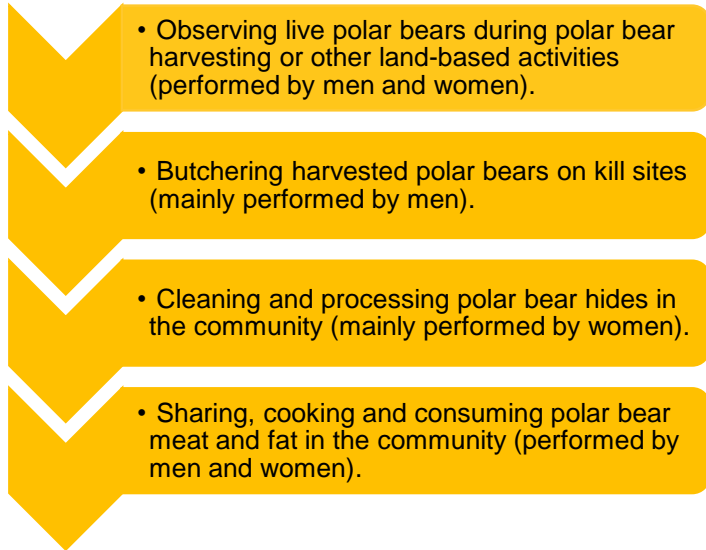 • Observing live polar bears during polar bear
harvesting or other land-based activities
(performed by men and women).
• Butchering harvested polar bears on kill sites
(mainly performed by men).
• Cleaning and processing polar bear hides in
the community (mainly performed by women).
• Sharing, cooking and consuming polar bear
meat and fat in the community (performed by
men and women).